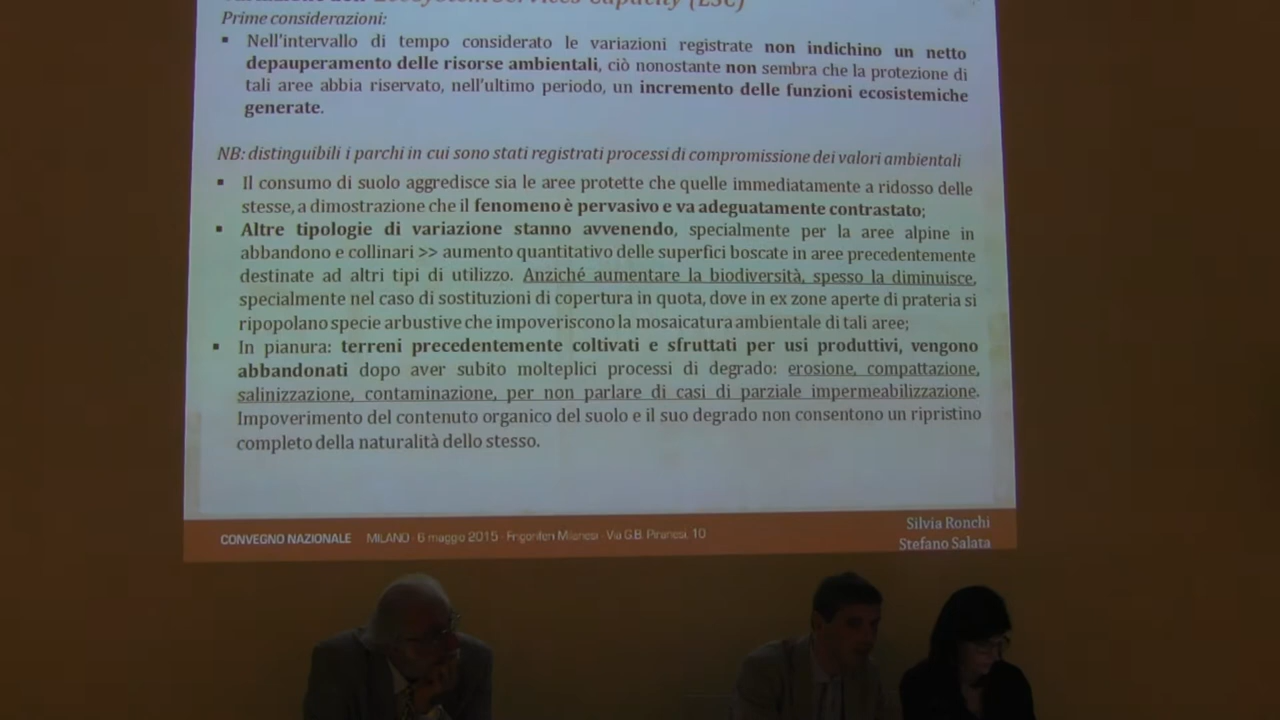 Ecosystem Services Capacity (ESC)
Prime considerazioni:
▪ Nell'intervallo di tempo considerato le variazioni registrate non indichino un netto
depauperamento delle risorse ambientali, ciò nonostante non sembra che la protezione di
tali aree abbia riservato, nell'ultimo periodo, un incremento delle funzioni ecosistemiche
generate.
NB: distinguibili i parchi in cui sono stati registrati processi di compromissione dei valori ambientali
▪ Il consumo di suolo aggredisce sia le aree protette che quelle immediatamente a ridosso delle
stesse, a dimostrazione che il fenomeno è pervasivo e va adeguatamente contrastato;
▪ Altre tipologie di variazione stanno avvenendo, specialmente per la aree alpine in
abbandono e collinari >> aumento quantitativo delle superfici boscate in aree precedentemente
destinate ad altri tipi di utilizzo. Anziché aumentare la biodiversità, spesso la diminuisce,
specialmente nel caso di sostituzioni di copertura in quota, dove in ex zone aperte di prateria si
ripopolano specie arbustive che impoveriscono la mosaicatura ambientale di tali aree;
▪ In pianura: terreni precedentemente coltivati e sfruttati per usi produttivi, vengono
abbandonati dopo aver subito molteplici processi di degrado: erosione, compattazione,
salinizzazione, contaminazione, per non parlare di casi di parziale impermeabilizzazione.
Impoverimento del contenuto organico del suolo e il suo degrado non consentono un ripristino
completo della naturalità dello stesso.
CONVEGNO NAZIONALE MILANO · 6 maggio 2015 · Frigoriferi Milanesi · Via G.B. Piranesi, 10
Silvia Ronchi
Stefano Salata